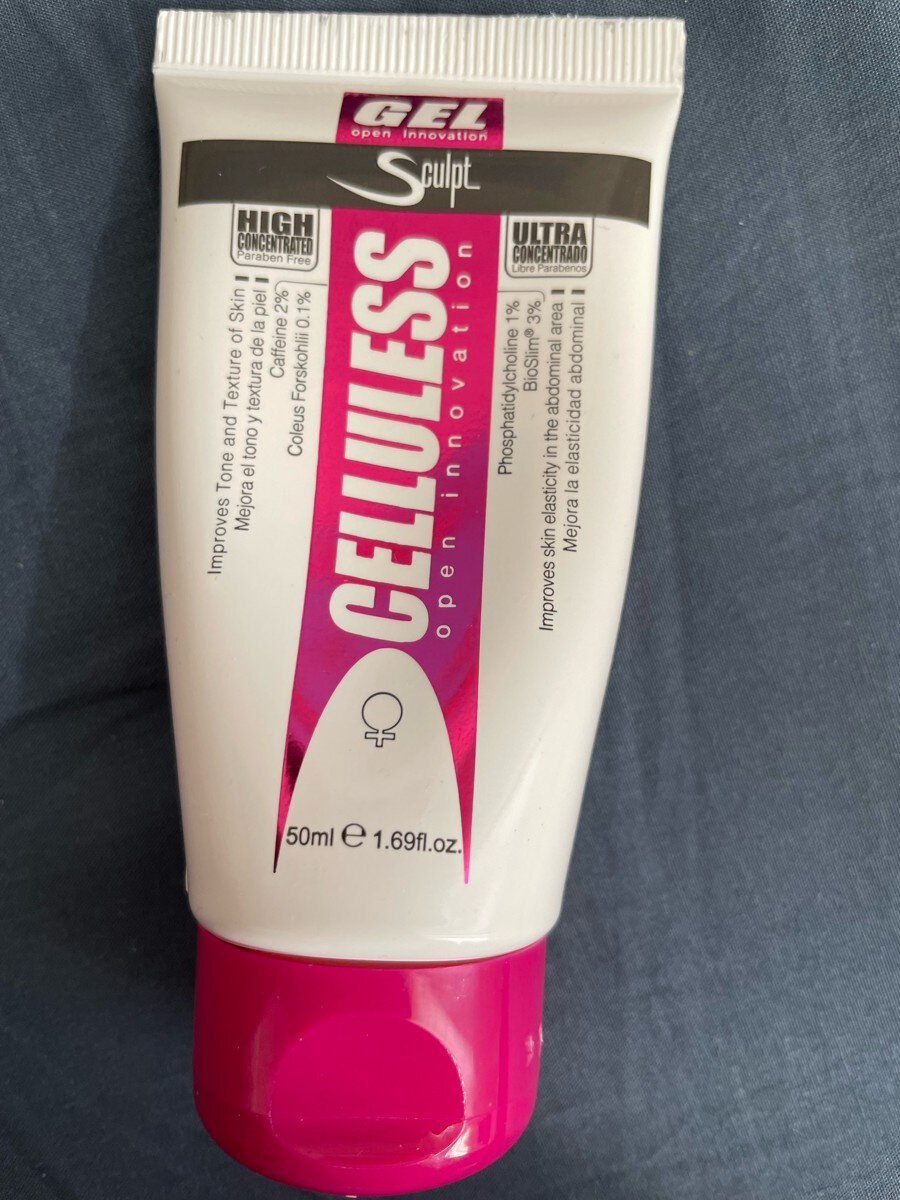 GEL
open innovation
Sculpt
HIGH
CONCENTRATED
Paraben Free
ULTRA
CONCENTRADO
Libre Parabenos
Improves Tone and Texture of Skin
Mejora el tono y textura de la piel
Caffeine 2%
Coleus Forskohlii 0.1%
CELLULESS
open innovation
Phosphatidylcholine 1%
BioSlim® 3%
Improves skin elasticity in the abdominal area
Mejora la elasticidad abdominal
50ml ℮ 1.69fl.oz.